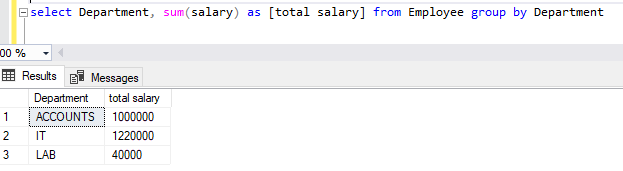 select Department, sum(salary) as [total salary] from Employee group by Department
00 %
Results Messages
Department total salary
1 ACCOUNTS 1000000
2 IT 1220000
3 LAB 40000